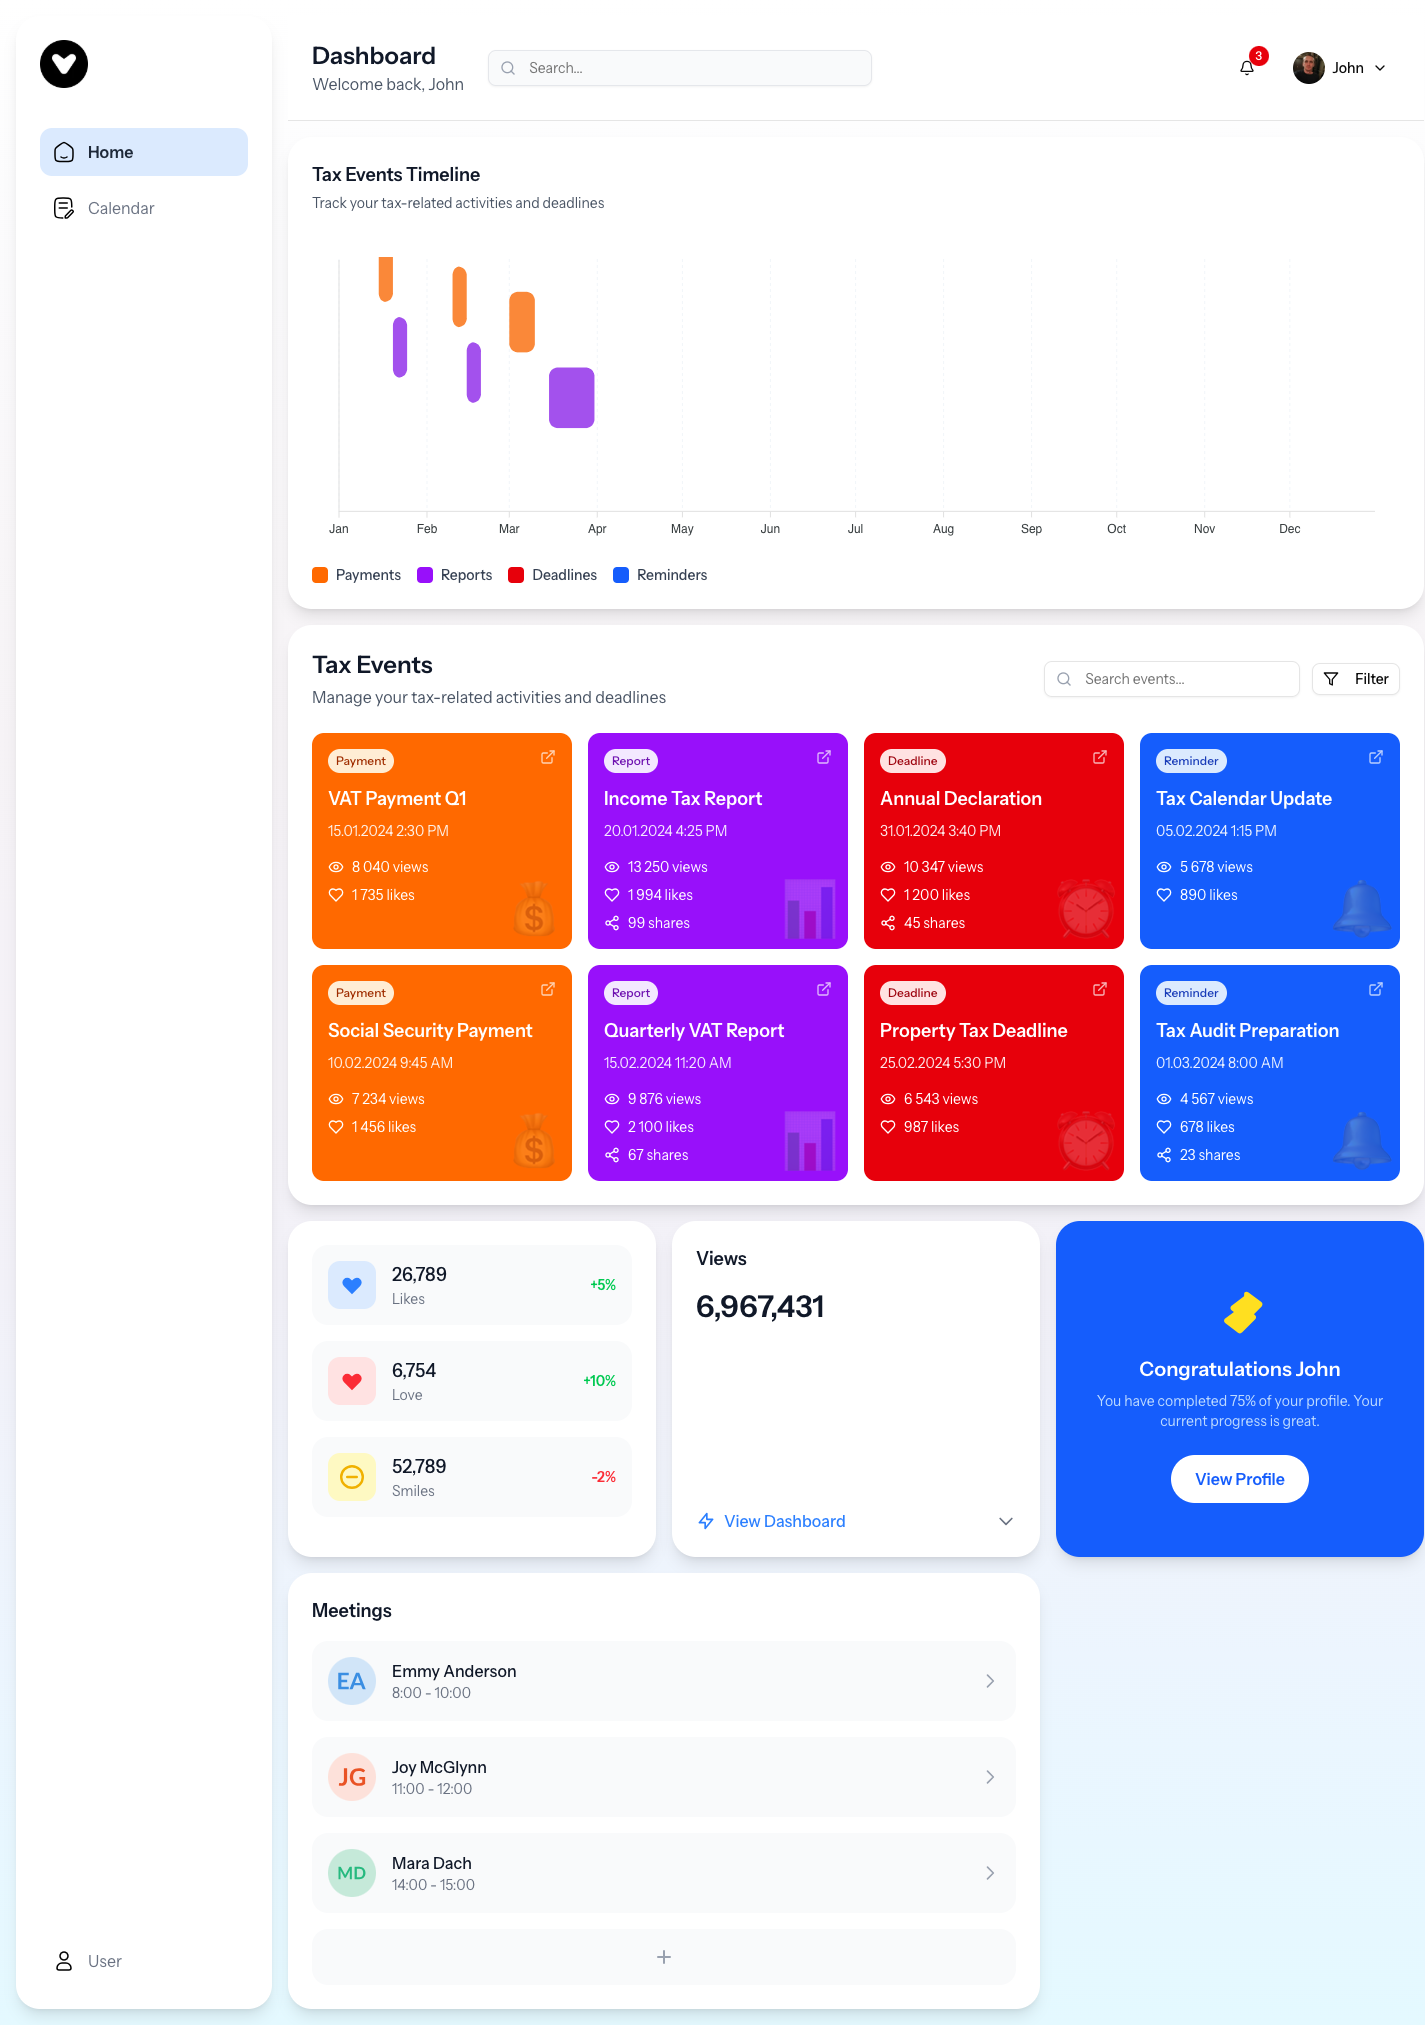 Dashboard
Welcome back, John
Search...
3
John
Home
Calendar
User
Tax Events Timeline
Track your tax-related activities and deadlines
Jan Feb Mar Apr May Jun Jul Aug Sep Oct Nov Dec
Payments Reports Deadlines Reminders
Tax Events
Manage your tax-related activities and deadlines
Search events...
Filter
Payment
VAT Payment Q1
15.01.2024 2:30 PM
8 040 views
1 735 likes
Report
Income Tax Report
20.01.2024 4:25 PM
13 250 views
1 994 likes
99 shares
Deadline
Annual Declaration
31.01.2024 3:40 PM
10 347 views
1 200 likes
45 shares
Reminder
Tax Calendar Update
05.02.2024 1:15 PM
5 678 views
890 likes
Payment
Social Security Payment
10.02.2024 9:45 AM
7 234 views
1 456 likes
Report
Quarterly VAT Report
15.02.2024 11:20 AM
9 876 views
2 100 likes
67 shares
Deadline
Property Tax Deadline
25.02.2024 5:30 PM
6 543 views
987 likes
Reminder
Tax Audit Preparation
01.03.2024 8:00 AM
4 567 views
678 likes
23 shares
26,789
Likes
+5%
6,754
Love
+10%
52,789
Smiles
-2%
Views
6,967,431
View Dashboard
Congratulations John
You have completed 75% of your profile. Your
current progress is great.
View Profile
Meetings
EA
Emmy Anderson
8:00 - 10:00
JG
Joy McGlynn
11:00 - 12:00
MD
Mara Dach
14:00 - 15:00